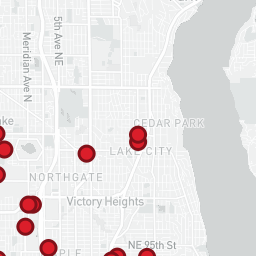 5th Ave NE
Meridian Ave N
CEDAR PARK
LAKE CITY
NORTHGATE
Victory Heights
NE 95th St